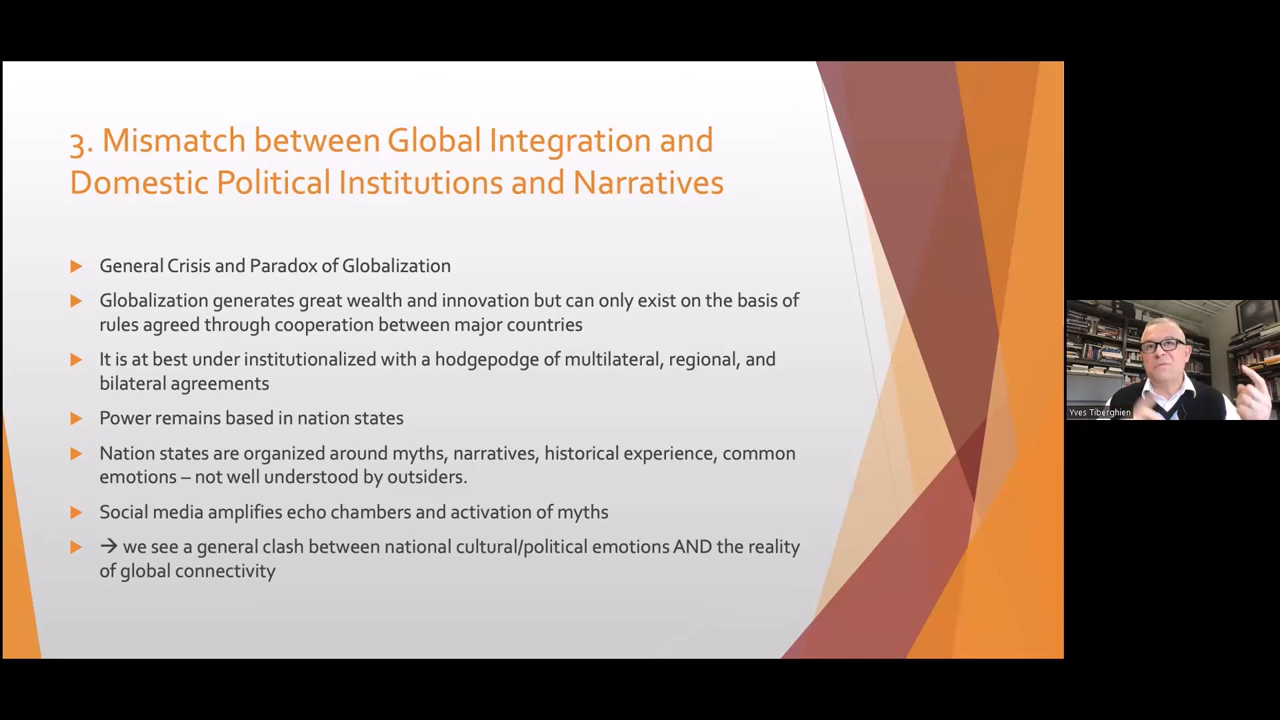 3. Mismatch between Global Integration and
Domestic Political Institutions and Narratives
General Crisis and Paradox of Globalization
Globalization generates great wealth and innovation but can only exist on the basis of
rules agreed through cooperation between major countries
It is at best under institutionalized with a hodgepodge of multilateral, regional, and
bilateral agreements
Power remains based in nation states
Nation states are organized around myths, narratives, historical experience, common
emotions – not well understood by outsiders.
Social media amplifies echo chambers and activation of myths
→ we see a general clash between national cultural/political emotions AND the reality
of global connectivity
Yves Tiberghien